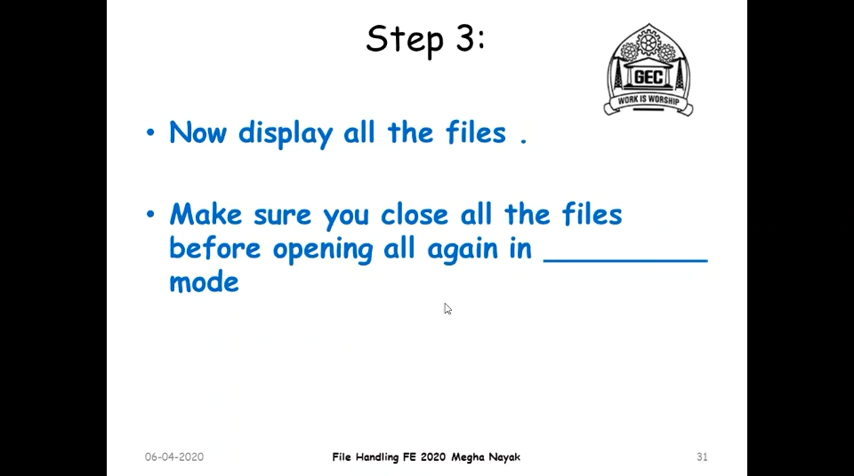 Step 3:
GEC
WORK IS WORSHIP
• Now display all the files .
• Make sure you close all the files
before opening all again in __________
mode
06-04-2020
File Handling FE 2020 Megha Nayak
31